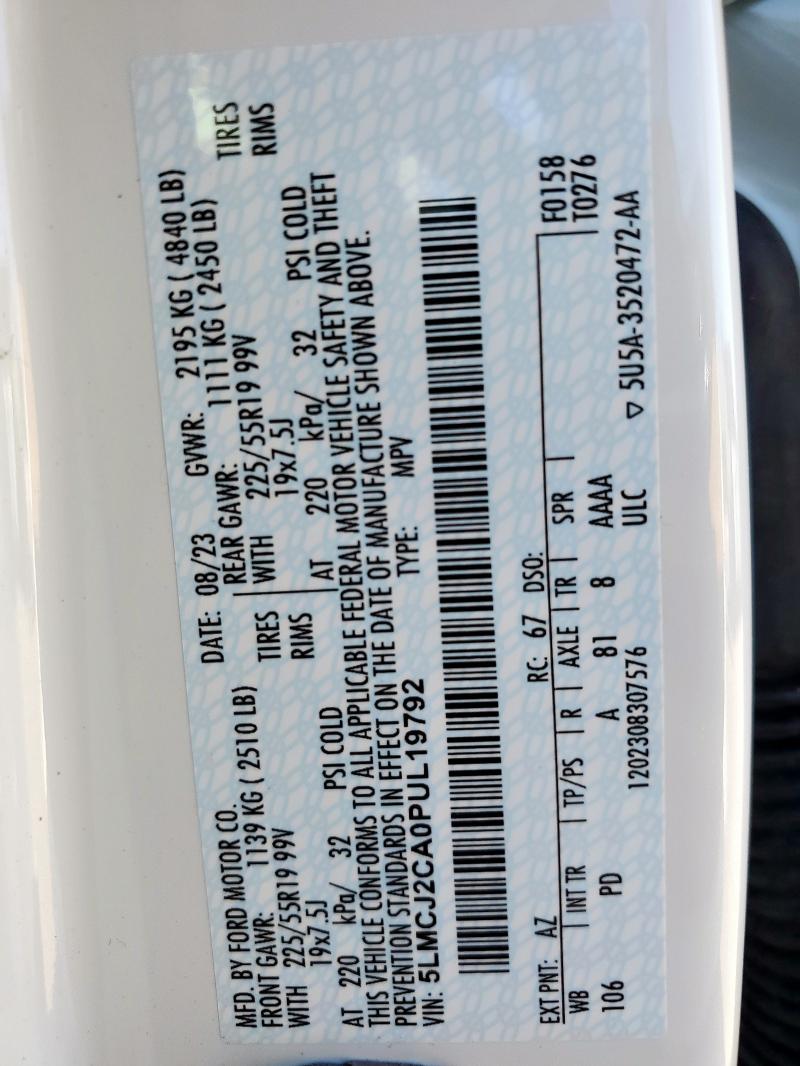 MFD. BY FORD MOTOR CO.
DATE: 08/23 GVWR: 2195 KG ( 4840 LB)
FRONT GAWR: 1139 KG ( 2510 LB)
REAR GAWR: 1111 KG ( 2450 LB)
WITH 225/55R19 99V TIRES
WITH 225/55R19 99V TIRES
19x7.5J RIMS
19x7.5J RIMS
AT 220 kPa/ 32 PSI COLD
AT 220 kPa/ 32 PSI COLD
THIS VEHICLE CONFORMS TO ALL APPLICABLE FEDERAL MOTOR VEHICLE SAFETY AND THEFT
PREVENTION STANDARDS IN EFFECT ON THE DATE OF MANUFACTURE SHOWN ABOVE.
VIN: 5LMCJ2CA0PUL19792 TYPE: MPV
EXT PNT: AZ RC: 67 DSO: F0158
WB INT TR TP/PS R AXLE TR SPR T0276
106 PD A 81 8 AAAA
1202308307576 ULC ▽ 5U5A-3520472-AA